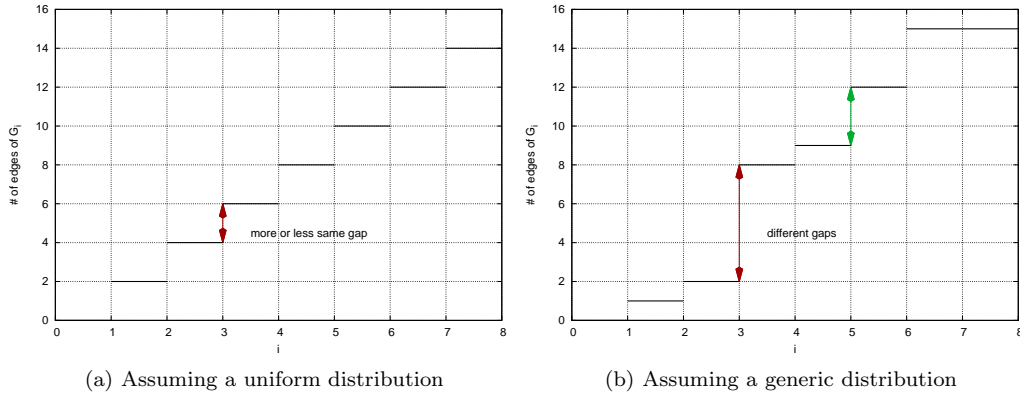 16
14
12
10
8
6
4
2
0
# of edges of Gi
more or less same gap
0 1 2 3 4 5 6 7 8
i
(a) Assuming a uniform distribution
16
14
12
10
8
6
4
2
0
# of edges of Gi
different gaps
0 1 2 3 4 5 6 7 8
i
(b) Assuming a generic distribution